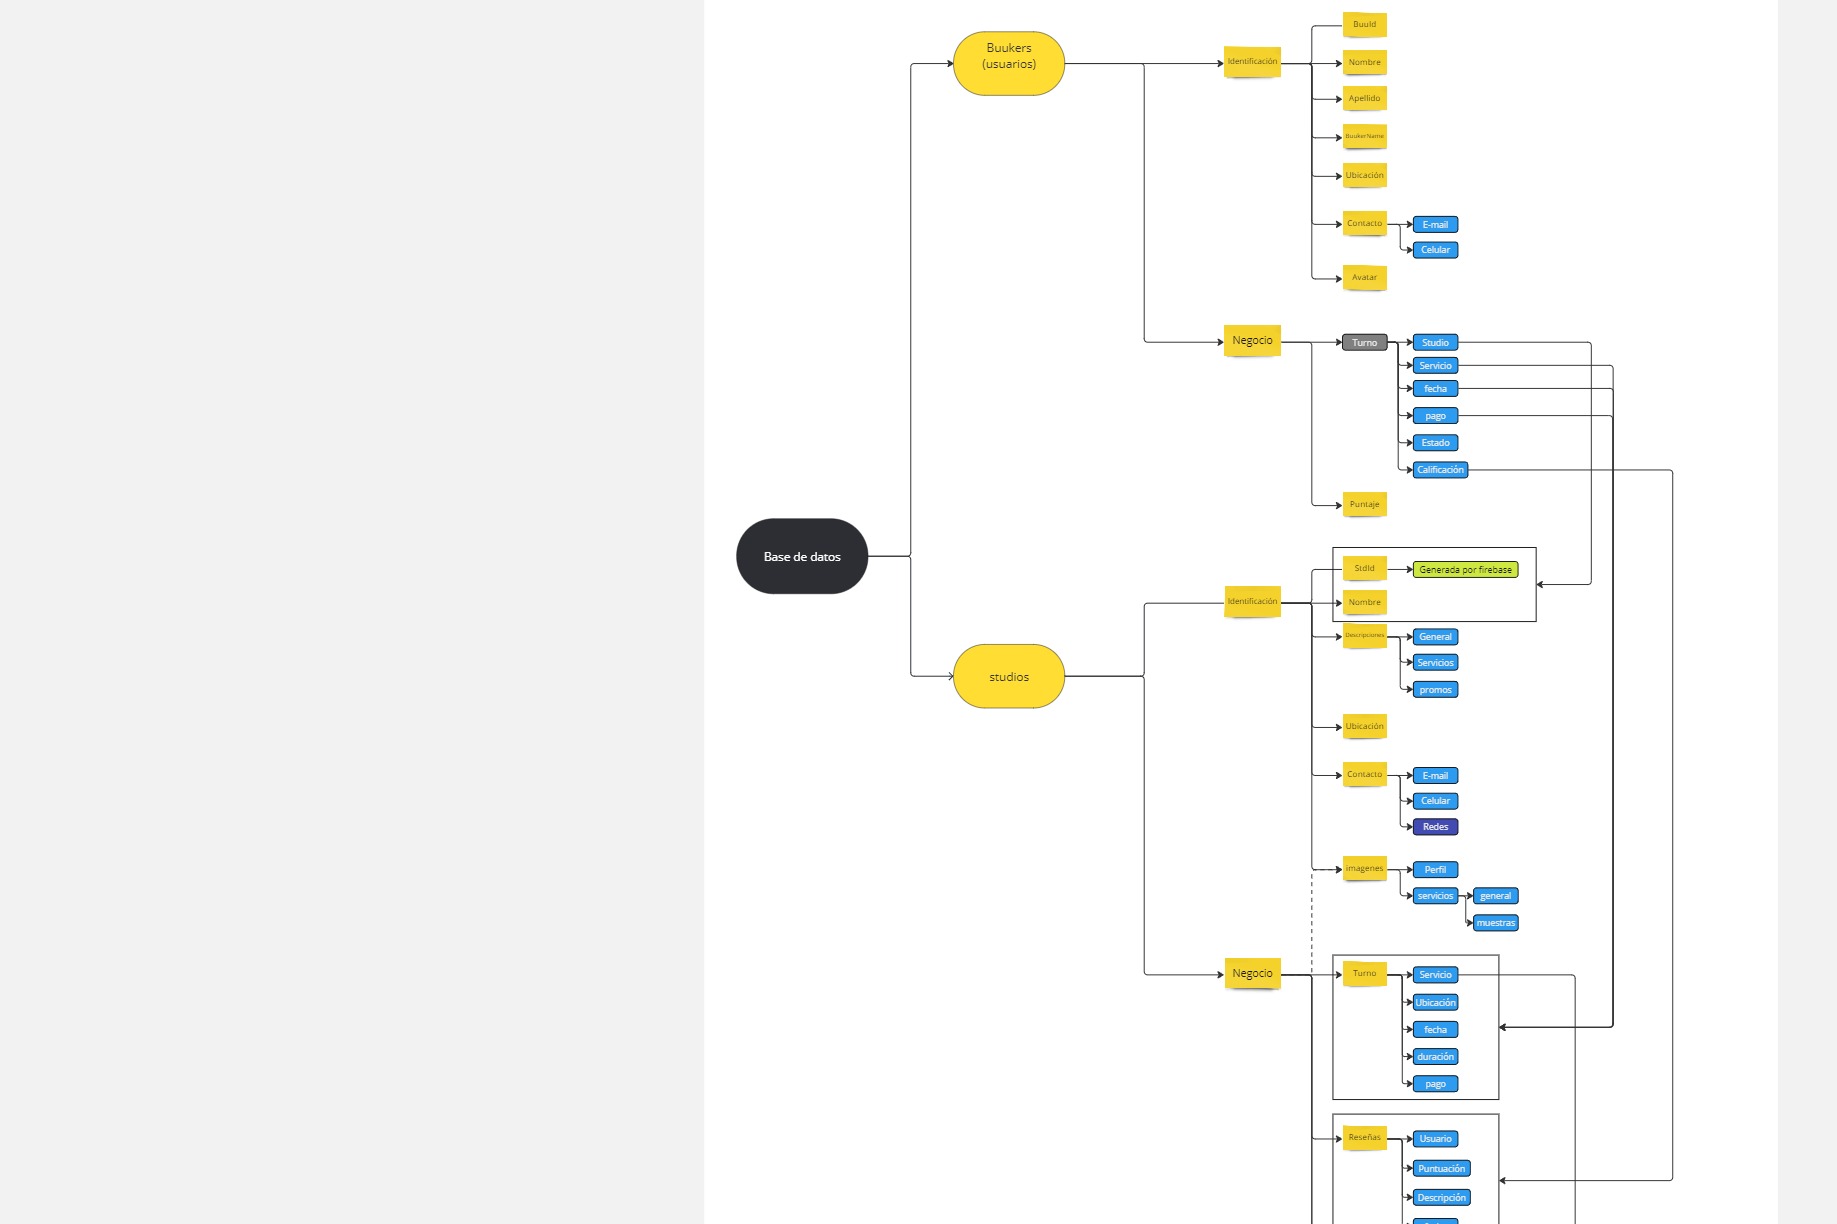 Base de datos
Buukers
(usuarios)
Identificación
BuuId
Nombre
Apellido
BuukerName
Ubicación
Contacto
E-mail
Celular
Avatar
Negocio
Turno
Studio
Servicio
fecha
pago
Estado
Calificación
Puntaje
studios
Identificación
StdId
Generada por firebase
Nombre
Descripciones
General
Servicios
promos
Ubicación
Contacto
E-mail
Celular
Redes
imagenes
Perfil
servicios
general
muestras
Negocio
Turno
Servicio
Ubicación
fecha
duración
pago
Reseñas
Usuario
Puntuación
Descripción